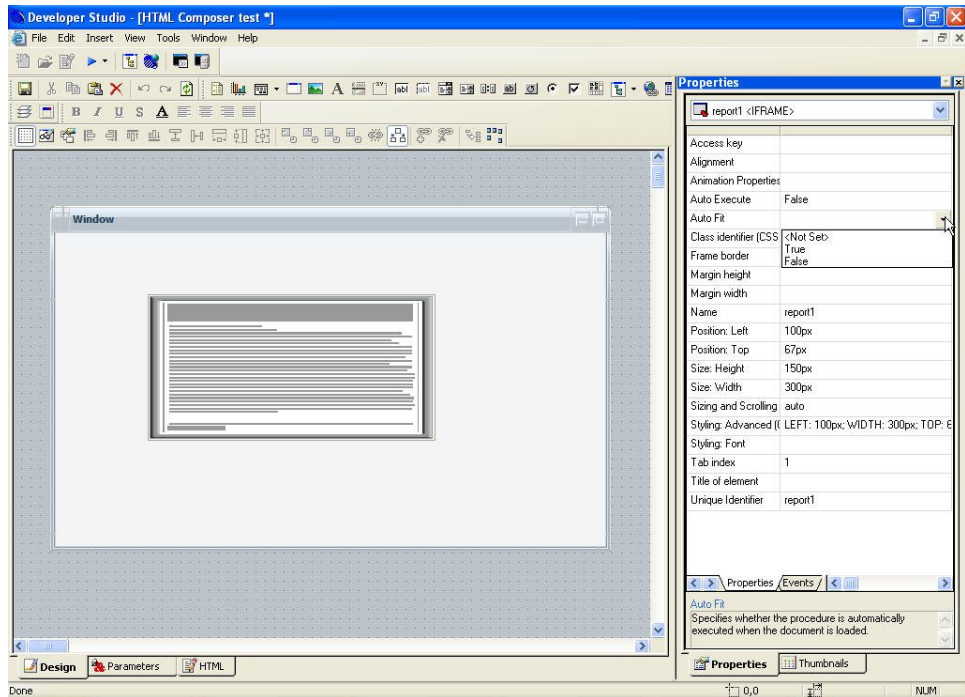 Developer Studio - [HTML Composer test *]
File Edit Insert View Tools Window Help
B I U S A
Properties
report1 <IFRAME>
Access key
Alignment
Animation Properties
Auto Execute False
Auto Fit
Class identifier (CSS <Not Set>
True
Frame border
False
Margin height
Margin width
Name report1
Position: Left 100px
Position: Top 67px
Size: Height 150px
Size: Width 300px
Sizing and Scrolling auto
Styling: Advanced (( LEFT: 100px; WIDTH: 300px; TOP: 6
Styling: Font
Tab index 1
Title of element
Unique Identifier report1
Window
Properties Events
Auto Fit
Specifies whether the procedure is automatically
executed when the document is loaded.
Design Parameters HTML
Properties Thumbnails
Done 0,0 NUM